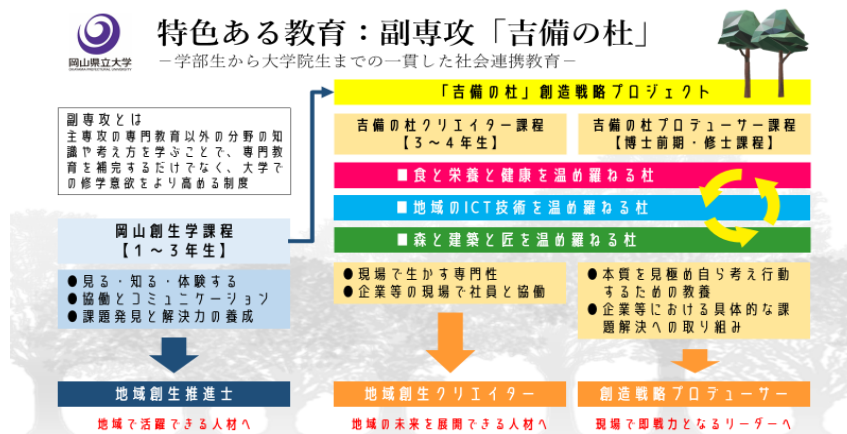 岡山県立大学
OKAYAMA PREFECTURAL UNIVERSITY
特色ある教育：副専攻「吉備の杜」
－学部生から大学院生までの一貫した社会連携教育－
副専攻とは
主専攻の専門教育以外の分野の知
識や考え方を学ぶことで、専門教
育を補完するだけでなく、大学で
の修学意欲をより高める制度
「吉備の杜」創造戦略プロジェクト
吉備の杜クリエイター課程
【３～４年生】
吉備の杜プロデューサー課程
【博士前期・修士課程】
■食と栄養と健康を温め羅ねる杜
■地域のICT技術を温め羅ねる杜
■森と建築と匠を温め羅ねる杜
岡山創生学課程
【１～３年生】
●見る・知る・体験する
●協働とコミュニケーション
●課題発見と解決力の養成
●現場で生かす専門性
●企業等の現場で社員と協働
●本質を見極め自ら考え行動
するための教養
●企業等における具体的な課
題解決への取り組み
地域創生推進士
地域創生クリエイター
創造戦略プロデューサー
地域で活躍できる人材へ
地域の未来を展開できる人材へ
現場で即戦力となるリーダーへ